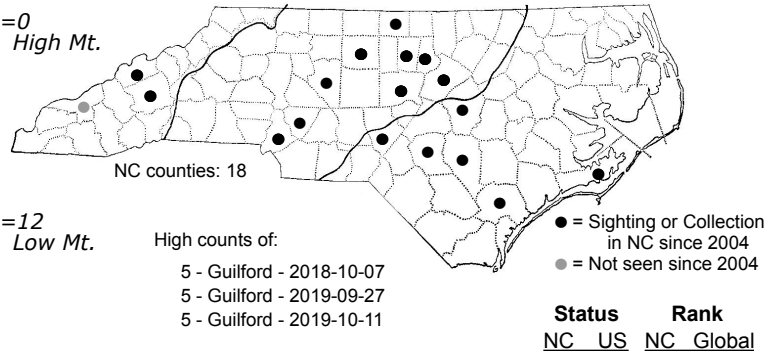 =0
High Mt.
NC counties: 18
=12
Low Mt.
High counts of:
5 - Guilford - 2018-10-07
5 - Guilford - 2019-09-27
5 - Guilford - 2019-10-11
= Sighting or Collection
in NC since 2004
= Not seen since 2004
Status Rank
NC US NC Global